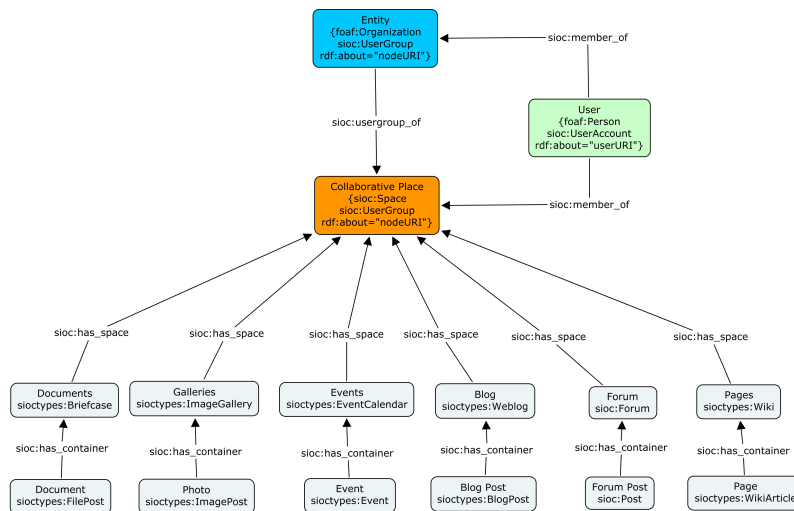 Entity
{foaf:Organization
sioc:UserGroup
rdf:about="nodeURI"}
sioc:member_of
User
{foaf:Person
sioc:UserAccount
rdf:about="userURI"}
sioc:usergroup_of
Collaborative Place
{sioc:Space
sioc:UserGroup
rdf:about="nodeURI"}
sioc:member_of
sioc:has_space
sioc:has_space
sioc:has_space
sioc:has_space
sioc:has_space
sioc:has_space
Documents
sioctypes:Briefcase
Galleries
sioctypes:ImageGallery
Events
sioctypes:EventCalendar
Blog
sioctypes:Weblog
Forum
sioc:Forum
Pages
sioctypes:Wiki
sioc:has_container
sioc:has_container
sioc:has_container
sioc:has_container
sioc:has_container
sioc:has_container
Document
sioctypes:FilePost
Photo
sioctypes:ImagePost
Event
sioctypes:Event
Blog Post
sioctypes:BlogPost
Forum Post
sioc:Post
Page
sioctypes:WikiArticle